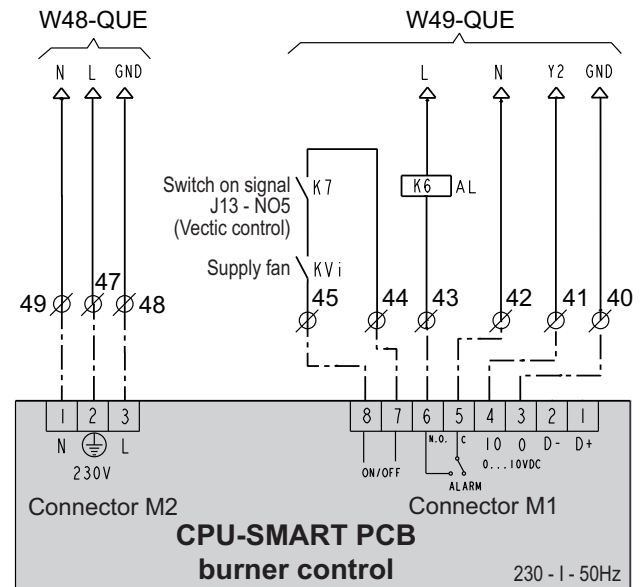 W48-QUE W49-QUE
N L GND L N Y2 GND
Switch on signal K7 K6 AL
J13 - NO5
(Vectic control)
Supply fan KVi
49 47 48 45 44 43 42 41 40
1 2 3 8 7 6 5 4 3 2 1
N L N.O. C 10 0 D- D+
230V ON/OFF 0...10VDC
ALARM
Connector M2 Connector M1
CPU-SMART PCB
burner control
230 - I - 50Hz